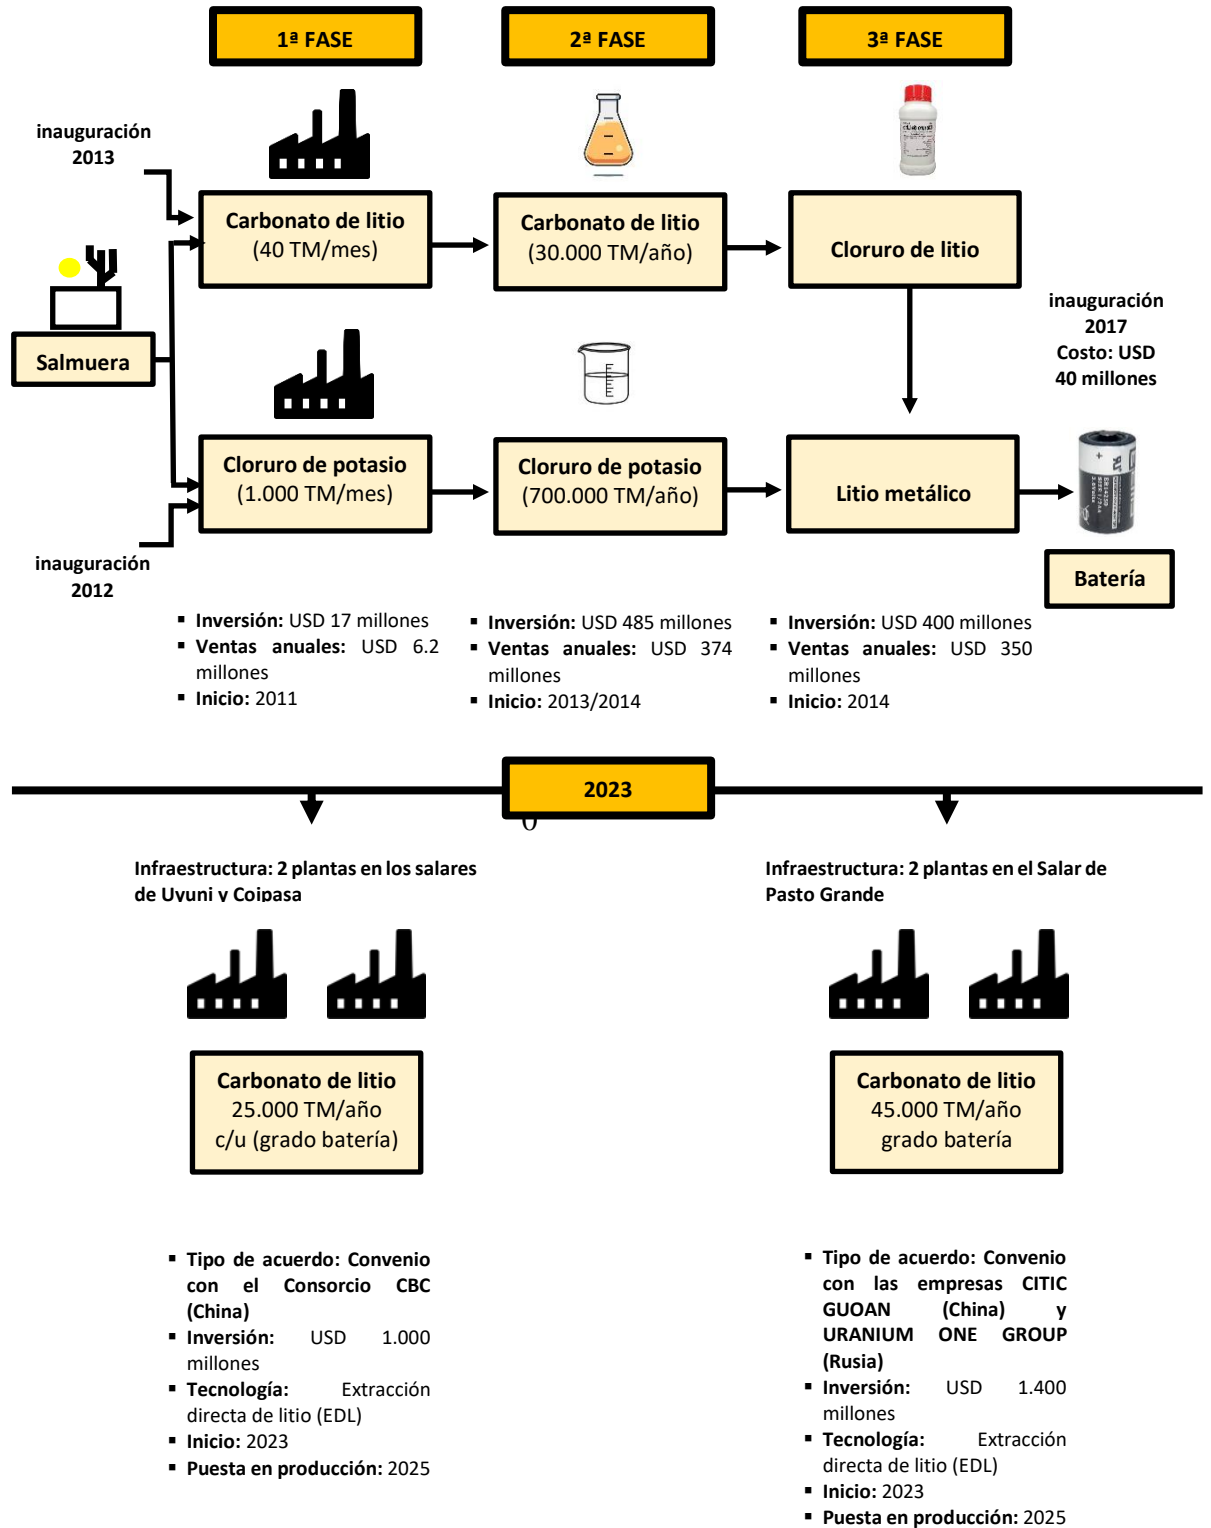 1ª FASE
2ª FASE
3ª FASE
inauguración
2013
Carbonato de litio
(40 TM/mes)
Carbonato de litio
(30.000 TM/año)
Cloruro de litio
Salmuera
inauguración
2017
Costo: USD
40 millones
Cloruro de potasio
(1.000 TM/mes)
Cloruro de potasio
(700.000 TM/año)
Litio metálico
Batería
inauguración
2012
▪ Inversión: USD 17 millones
▪ Ventas anuales: USD 6.2
millones
▪ Inicio: 2011
▪ Inversión: USD 485 millones
▪ Ventas anuales: USD 374
millones
▪ Inicio: 2013/2014
▪ Inversión: USD 400 millones
▪ Ventas anuales: USD 350
millones
▪ Inicio: 2014
2023
Infraestructura: 2 plantas en los salares
de Uyuni y Coipasa
Infraestructura: 2 plantas en el Salar de
Pasto Grande
Carbonato de litio
25.000 TM/año
c/u (grado batería)
Carbonato de litio
45.000 TM/año
grado batería
▪ Tipo de acuerdo: Convenio
con el Consorcio CBC
(China)
▪ Inversión: USD 1.000
millones
▪ Tecnología: Extracción
directa de litio (EDL)
▪ Inicio: 2023
▪ Puesta en producción: 2025
▪ Tipo de acuerdo: Convenio
con las empresas CITIC
GUOAN (China) y
URANIUM ONE GROUP
(Rusia)
▪ Inversión: USD 1.400
millones
▪ Tecnología: Extracción
directa de litio (EDL)
▪ Inicio: 2023
▪ Puesta en producción: 2025